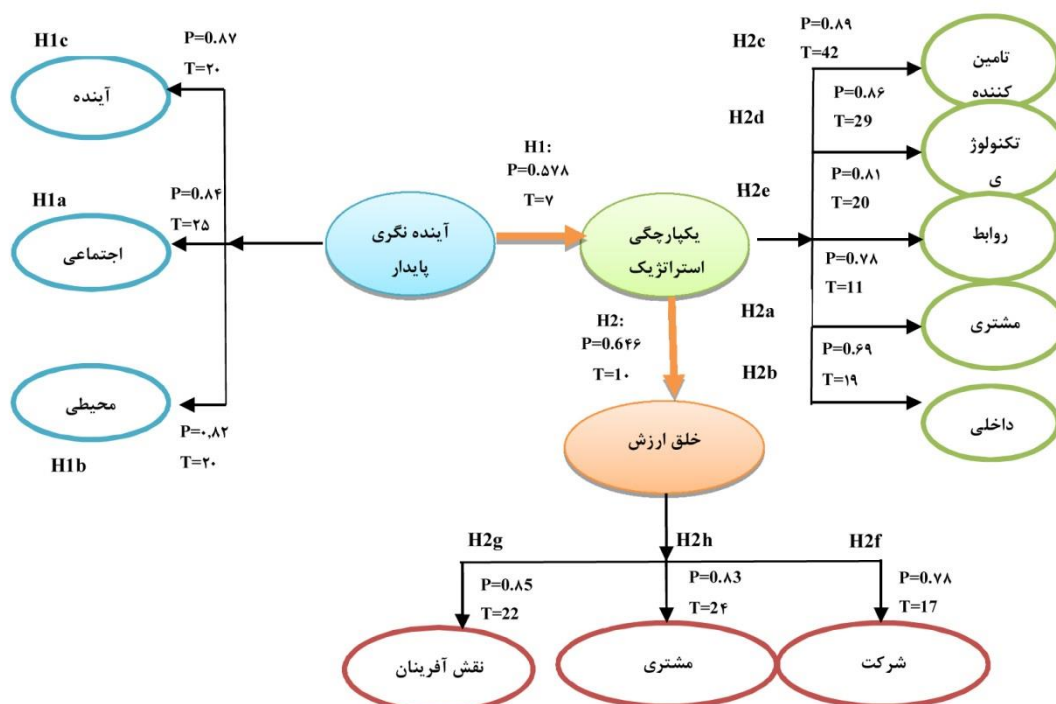 H1c
P=0.۸۷
T=۲۰
آینده
H1a
P=0.۸۴
T=۲۵
اجتماعی
محیطی
P=۰,۸۲
T=۲۰
H1b
آینده نگری
پایدار
H1:
P=0.۵۷۸
T=۷
یکپارچگی
استراتژیک
H2:
P=0.۶۴۶
T=۱۰
خلق ارزش
H2c
P=0.۸۹
T=42
تامین
کننده
H2d
P=0.۸۶
T=29
تکنولوژ
ی
H2e
P=0.۸۱
T=20
روابط
P=0.۷۸
T=11
H2a
مشتری
H2b
P=0.۶۹
T=۱۹
داخلی
H2g
H2h
H2f
P=0.85
T=22
P=0.۸۳
T=2۴
P=0.۷۸
T=17
نقش آفرینان
مشتری
شرکت